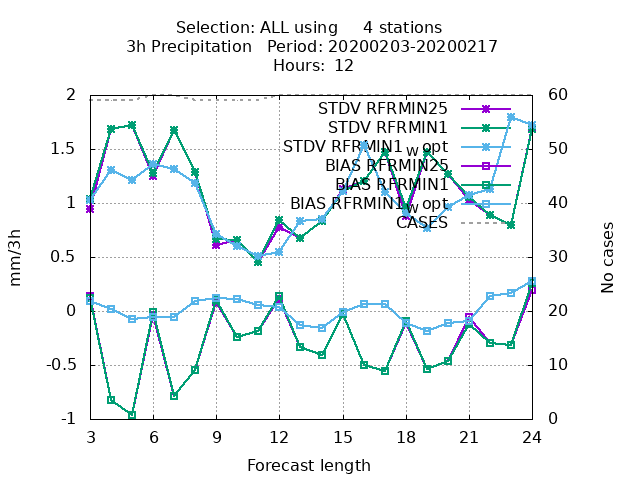 Selection: ALL using 4 stations
3h Precipitation Period: 20200203-20200217
Hours: 12
2
1.5
1
0.5
0
-0.5
-1
mm/3h
STDV RFRMIN25
STDV RFRMIN1
STDV RFRMIN1_W opt
BIAS RFRMIN25
BIAS RFRMIN1
BIAS RFRMIN1_W opt
CASES
60
50
40
30
20
10
0
No cases
3 6 9 12 15 18 21 24
Forecast length